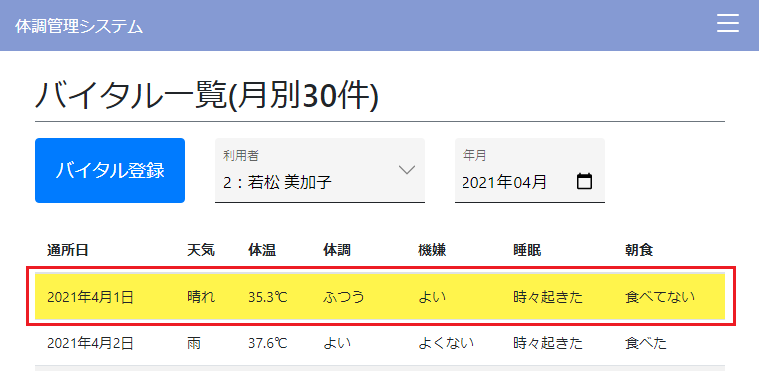 体調管理システム
バイタル一覧(月別30件)
バイタル登録
利用者
2：若松 美加子
年月
2021年04月
通所日 天気 体温 体調 機嫌 睡眠 朝食
2021年4月1日 晴れ 35.3℃ ふつう よい 時々起きた 食べてない
2021年4月2日 雨 37.6℃ よい よくない 時々起きた 食べた